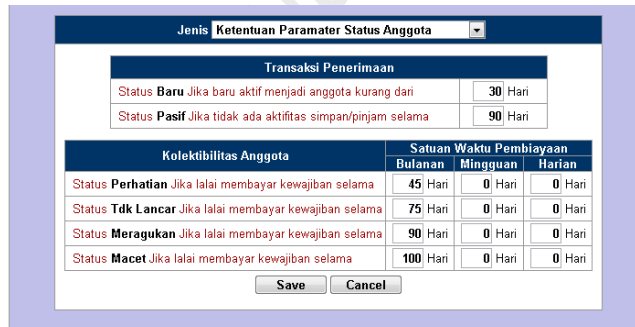 Jenis Ketentuan Paramater Status Anggota
Transaksi Penerimaan
Status Baru Jika baru aktif menjadi anggota kurang dari 30 Hari
Status Pasif Jika tidak ada aktifitas simpan/pinjam selama 90 Hari
Kolektibilitas Anggota Satuan Waktu Pembiayaan
Bulanan Mingguan Harian
Status Perhatian Jika lalai membayar kewajiban selama 45 Hari 0 Hari 0 Hari
Status Tdk Lancar Jika lalai membayar kewajiban selama 75 Hari 0 Hari 0 Hari
Status Meragukan Jika lalai membayar kewajiban selama 90 Hari 0 Hari 0 Hari
Status Macet Jika lalai membayar kewajiban selama 100 Hari 0 Hari 0 Hari
Save Cancel